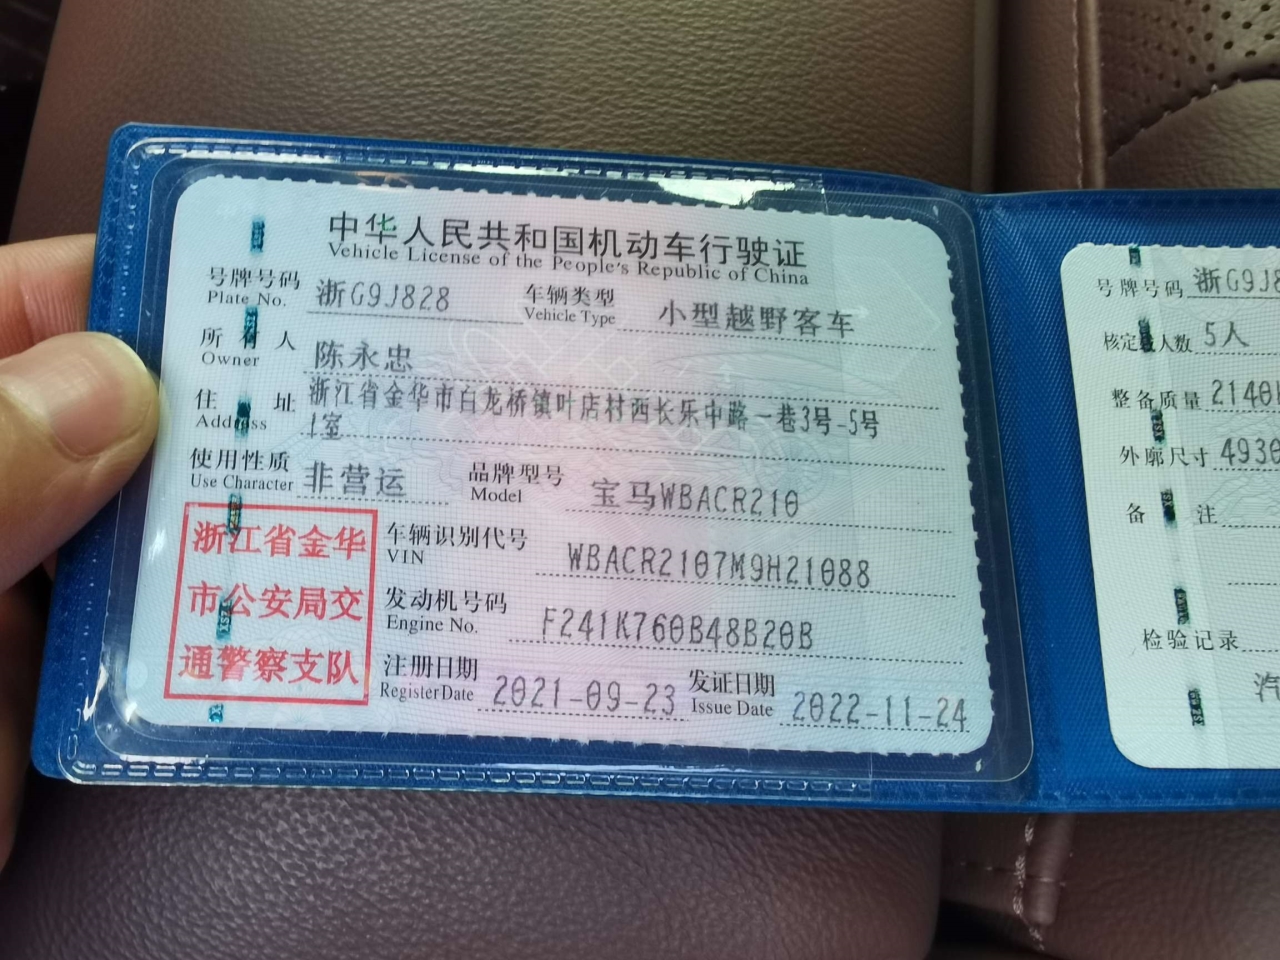 中华人民共和国机动车行驶证
Vehicle License of the People's Republic of China
号牌号码 浙G9J828 车辆类型 小型越野客车
Plate No. Vehicle Type
所有人 陈永忠
Owner
住址 浙江省金华市白龙桥镇叶店村西长乐中路一巷3号-5号
Address 1室
使用性质 非营运 品牌型号 宝马WBACR210
Use Character Model
浙江省金华
市公安局交
通警察支队
车辆识别代号 WBACR2107M9H21088
VIN
发动机号码 F241K760B48B20B
Engine No.
注册日期 2021-09-23 发证日期 2022-11-24
Register Date Issue Date
号牌号码 浙G9J8
核定载人数 5人
整备质量 2140
外廓尺寸 4930
备注
检验记录
汽